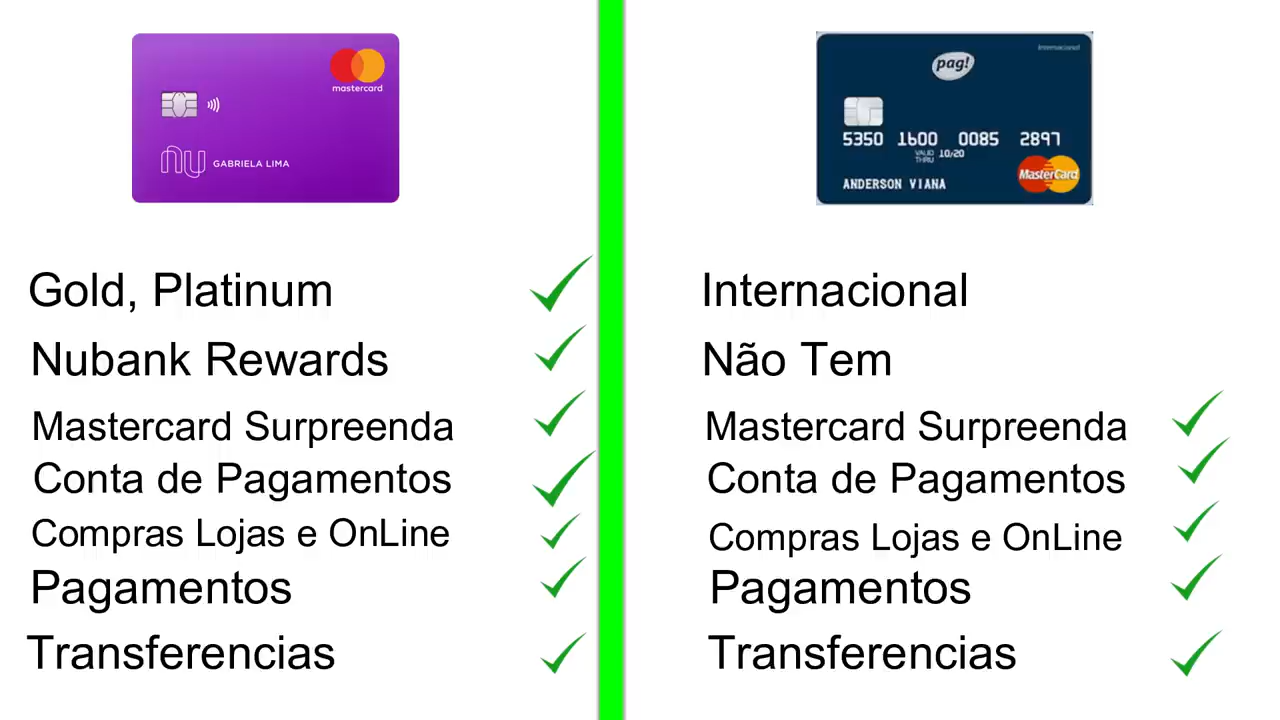 mastercard
nu GABRIELA LIMA
Gold, Platinum
Nubank Rewards
Mastercard Surpreenda
Conta de Pagamentos
Compras Lojas e OnLine
Pagamentos
Transferencias
Internacional
pag!
5350 1600 0085 2897
VALID THRU 10/20
MasterCard
ANDERSON VIANA
Internacional
Não Tem
Mastercard Surpreenda
Conta de Pagamentos
Compras Lojas e OnLine
Pagamentos
Transferencias